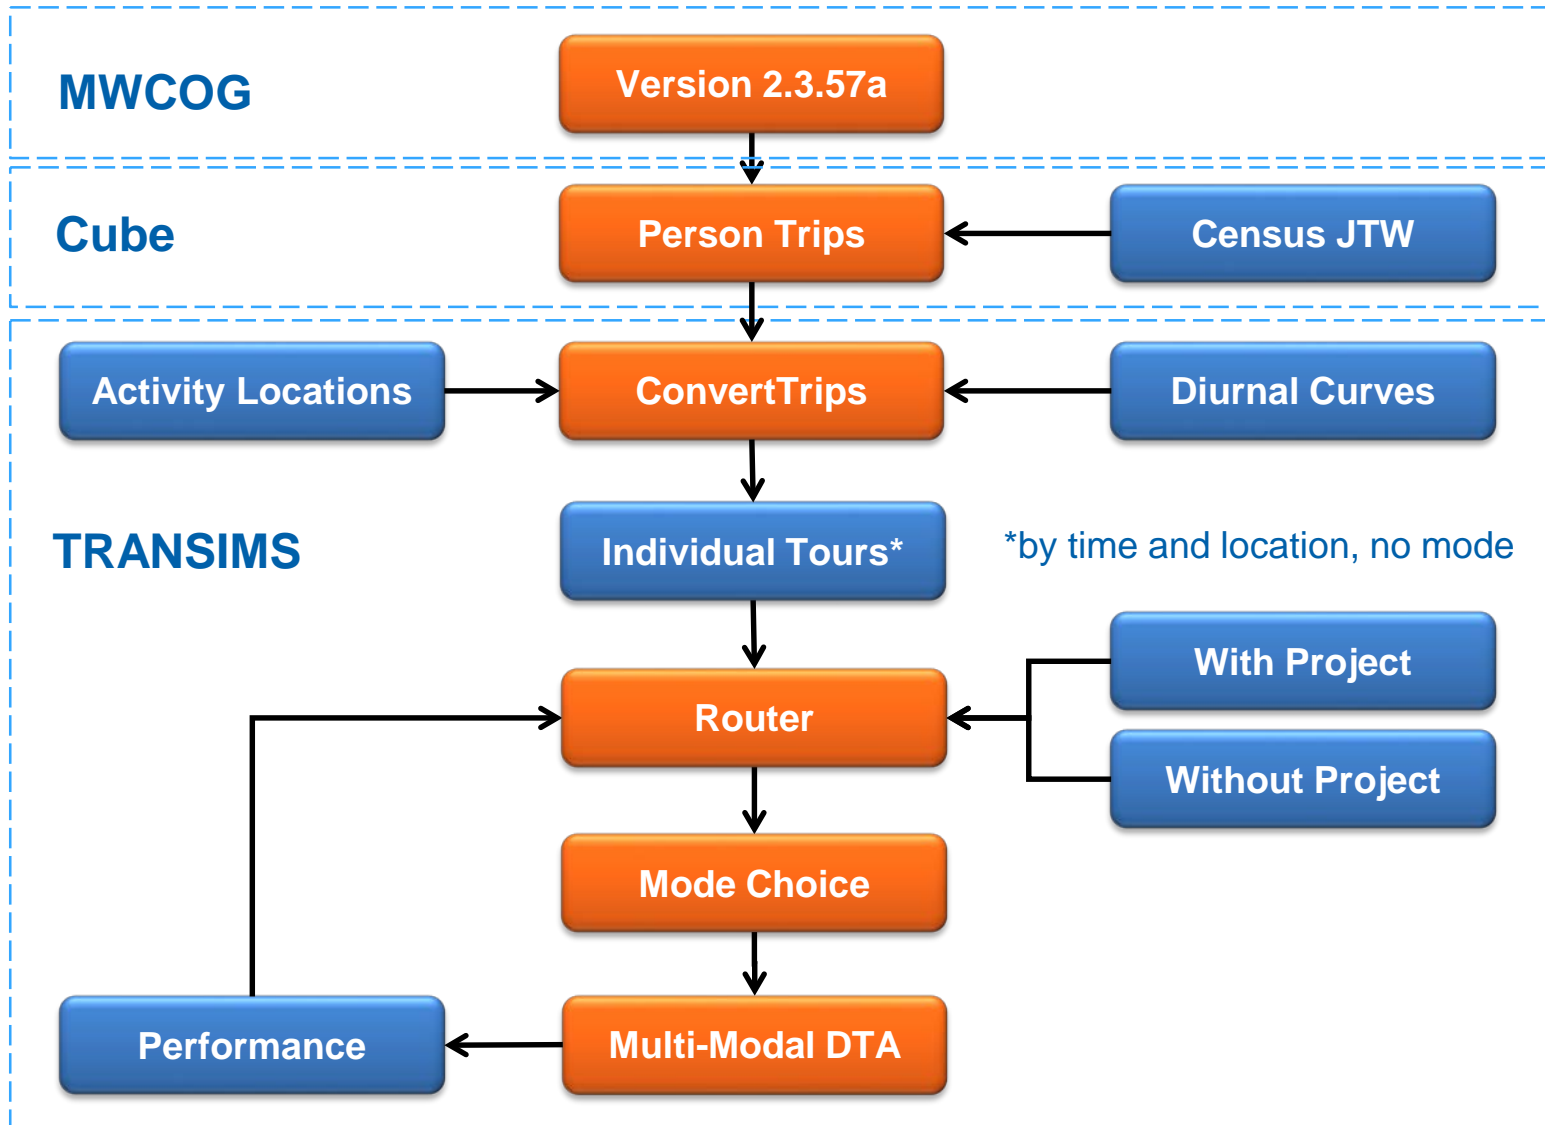 MWCOG
Version 2.3.57a
Cube
Person Trips
Census JTW
Activity Locations
ConvertTrips
Diurnal Curves
TRANSIMS
Individual Tours*
*by time and location, no mode
With Project
Router
Without Project
Mode Choice
Performance
Multi-Modal DTA